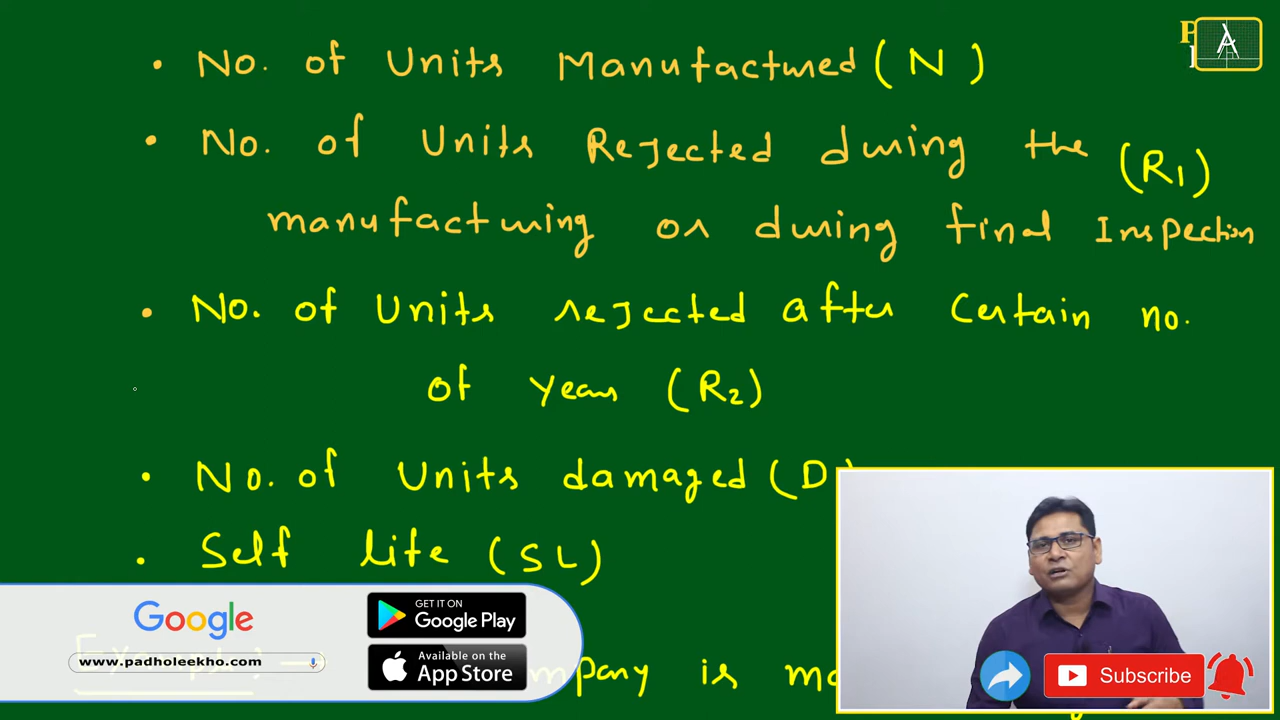 • No. of Units Manufactured (N)
• No. of Units Rejected during the (R1)
manufacturing or during final Inspection
• No. of Units rejected after Certain no.
of years (R2)
• No. of Units damaged (D)
• Self life (SL)
Google
www.padholeekho.com
GET IT ON
Google Play
Available on the
App Store
Example :-
mpany is
Subscribe